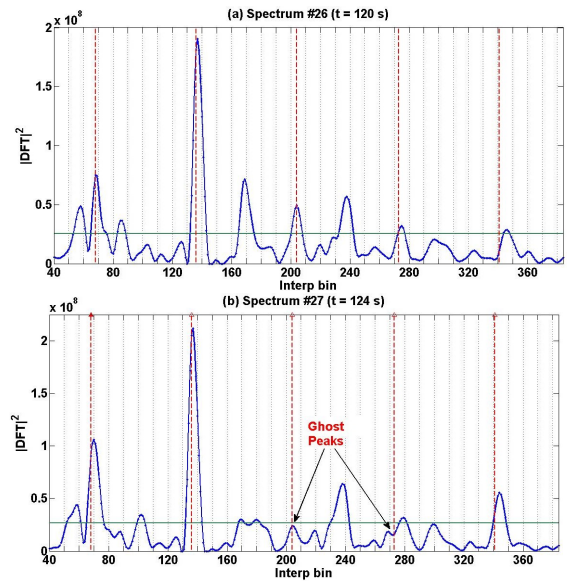 (a) Spectrum #26 (t = 120 s)
x 10^8
2
1.5
1
0.5
0
|DFT|^2
40 80 120 160 200 240 280 320 360
Interp bin
(b) Spectrum #27 (t = 124 s)
x 10^8
2
1.5
1
0.5
0
|DFT|^2
Ghost
Peaks
40 80 120 160 200 240 280 320 360
Interp bin